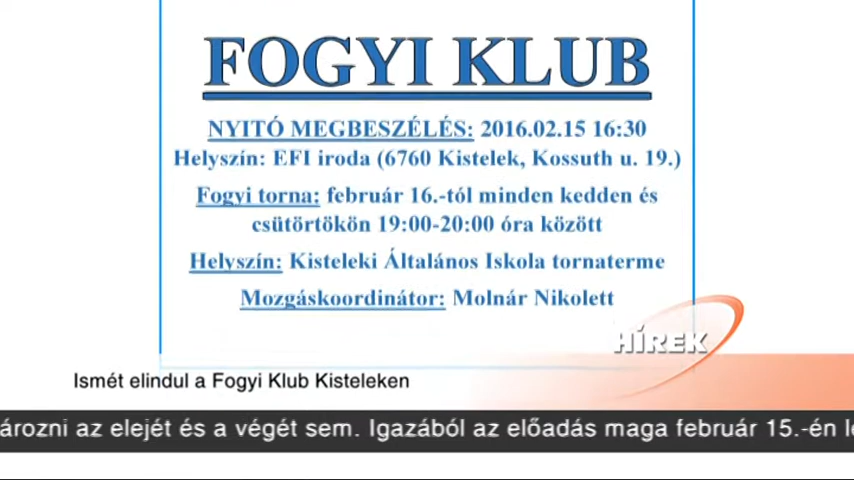 FOGYI KLUB
NYITÓ MEGBESZÉLÉS: 2016.02.15 16:30
Helyszín: EFI iroda (6760 Kistelek, Kossuth u. 19.)
Fogyi torna: február 16.-tól minden kedden és
csütörtökön 19:00-20:00 óra között
Helyszín: Kisteleki Általános Iskola tornaterme
Mozgáskoordinátor: Molnár Nikolett
HÍREK
Ismét elindul a Fogyi Klub Kisteleken
ározni az elejét és a végét sem. Igazából az előadás maga február 15.-én